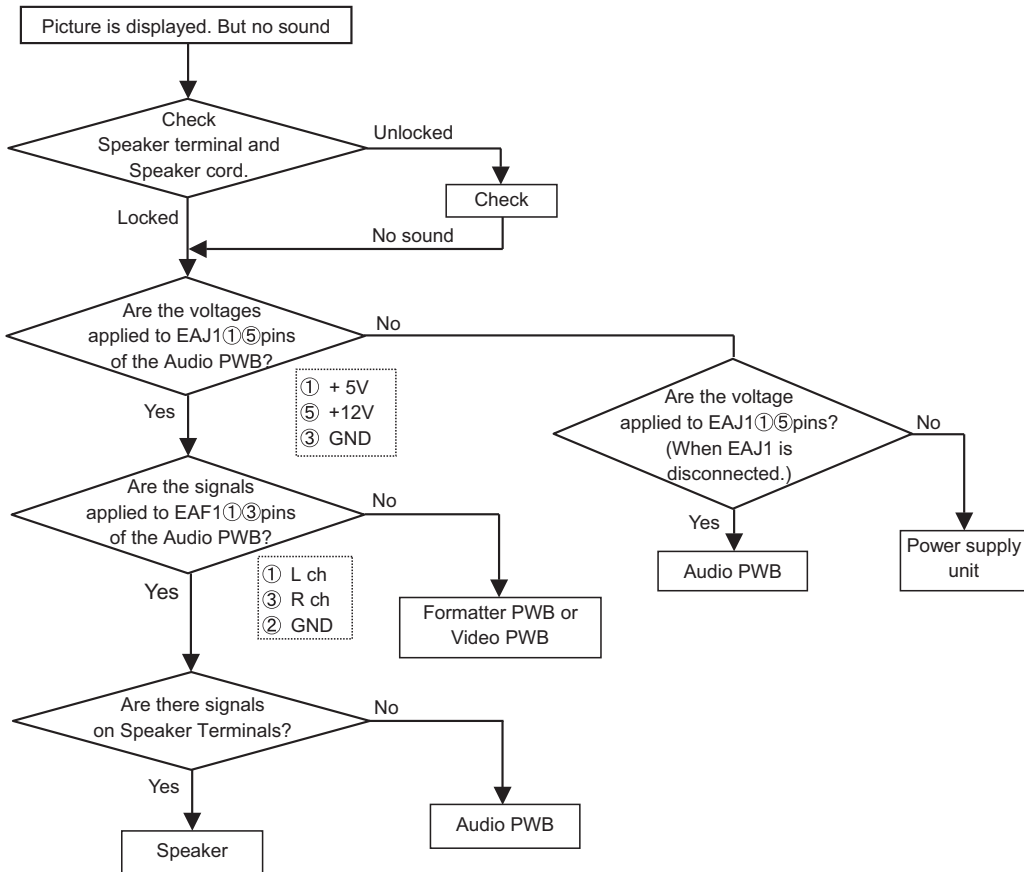 Picture is displayed. But no sound
Check
Speaker terminal and
Speaker cord.
Unlocked
Check
Locked
No sound
Are the voltages
applied to EAJ1①⑤pins
of the Audio PWB?
No
Yes
① + 5V
⑤ +12V
③ GND
Are the voltage
applied to EAJ1①⑤pins?
(When EAJ1 is
disconnected.)
No
Yes
Audio PWB
Power supply
unit
Are the signals
applied to EAF1①③pins
of the Audio PWB?
No
Yes
① L ch
③ R ch
② GND
Formatter PWB or
Video PWB
Are there signals
on Speaker Terminals?
No
Yes
Audio PWB
Speaker